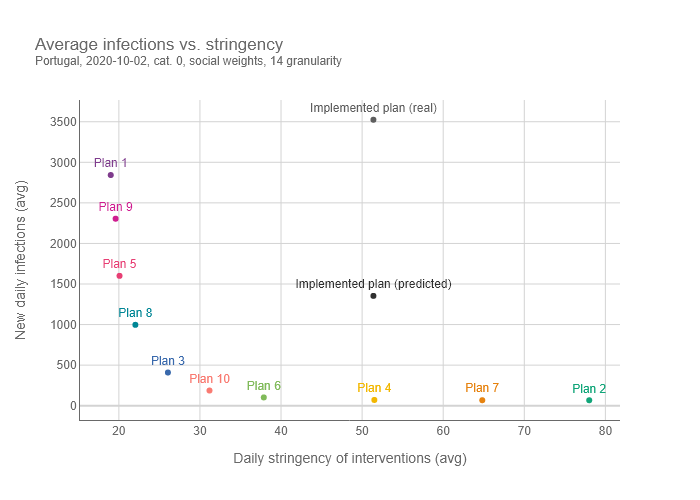 Average infections vs. stringency
Portugal, 2020-10-02, cat. 0, social weights, 14 granularity
Implemented plan (real)
3500
Plan 1
3000
Plan 9
2500
2000
Plan 5
Implemented plan (predicted)
1500
Plan 8
1000
Plan 3
500
Plan 10
Plan 6
Plan 4
Plan 7
Plan 2
0
20
30
40
50
60
70
80
New daily infections (avg)
Daily stringency of interventions (avg)